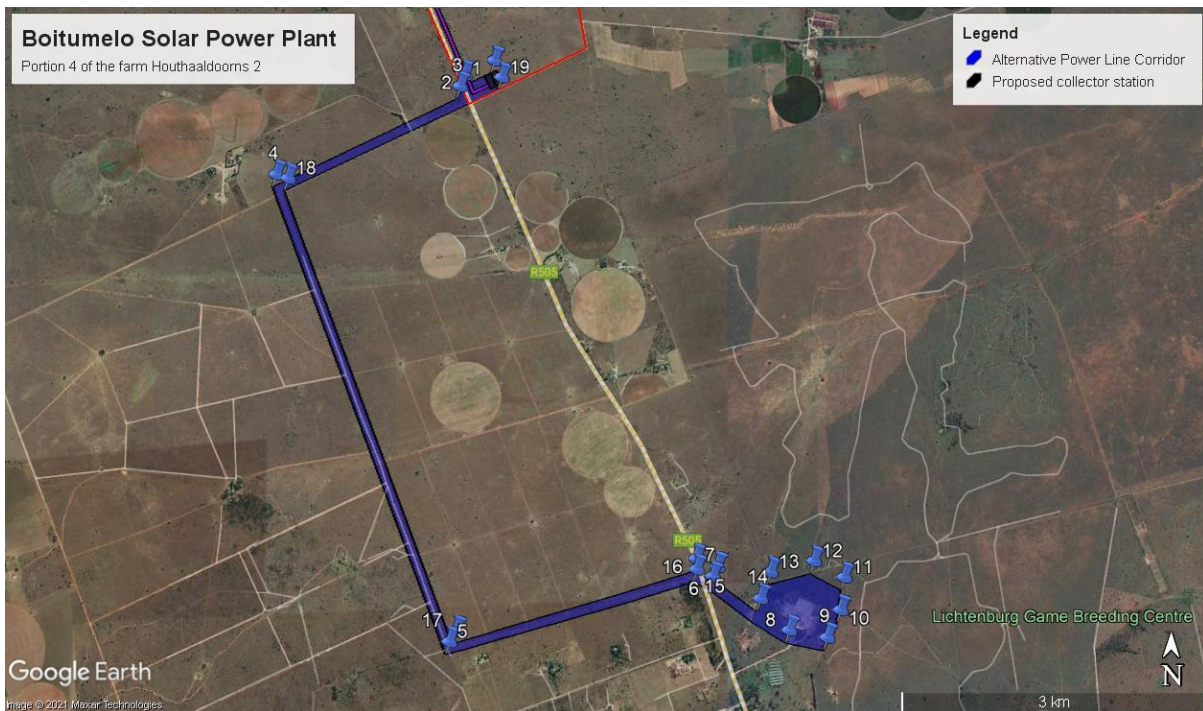 Boitumelo Solar Power Plant
Portion 4 of the farm Houthaaldoorns 2
Legend
Alternative Power Line Corridor
Proposed collector station
3
1
19
2
4
18
R505
R505
7
16
6
15
14
13
12
11
8
9
10
17
5
Lichtenburg Game Breeding Centre
N
3 km
Google Earth
Image © 2021 Maxar Technologies